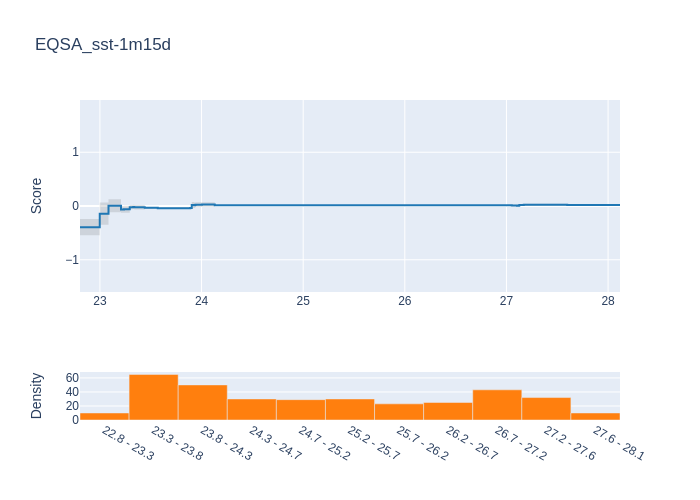 EQSA_sst-1m15d
Score
1
0
−1
23 24 25 26 27 28
Density
60
40
20
0
22.8 - 23.3
23.3 - 23.8
23.8 - 24.3
24.3 - 24.7
24.7 - 25.2
25.2 - 25.7
25.7 - 26.2
26.2 - 26.7
26.7 - 27.2
27.2 - 27.6
27.6 - 28.1